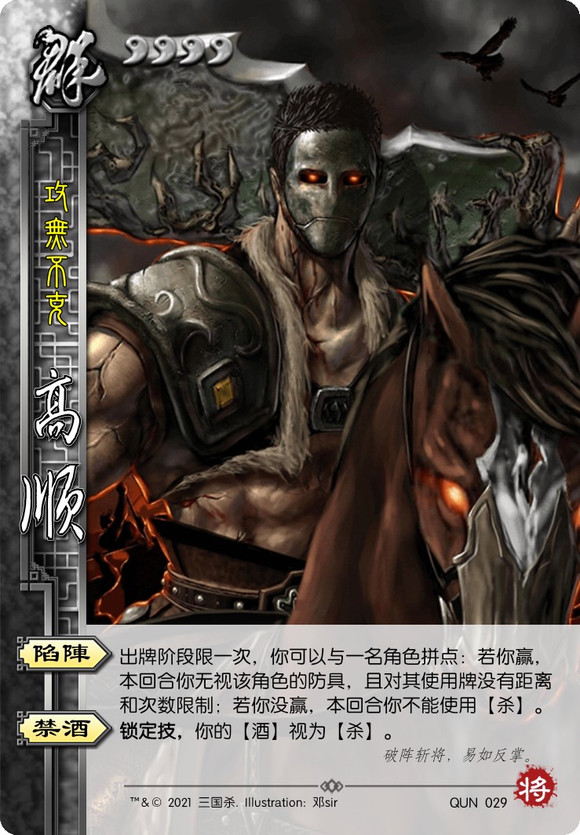 群
攻無不克
高順
陷陣
出牌阶段限一次，你可以与一名角色拼点：若你赢，
本回合你无视该角色的防具，且对其使用牌没有距离
和次数限制；若你没赢，本回合你不能使用【杀】。
禁酒
锁定技，你的【酒】视为【杀】。
破阵斩将，易如反掌。
™&© 2021 三国杀. Illustration: 邓sir
QUN 029
将